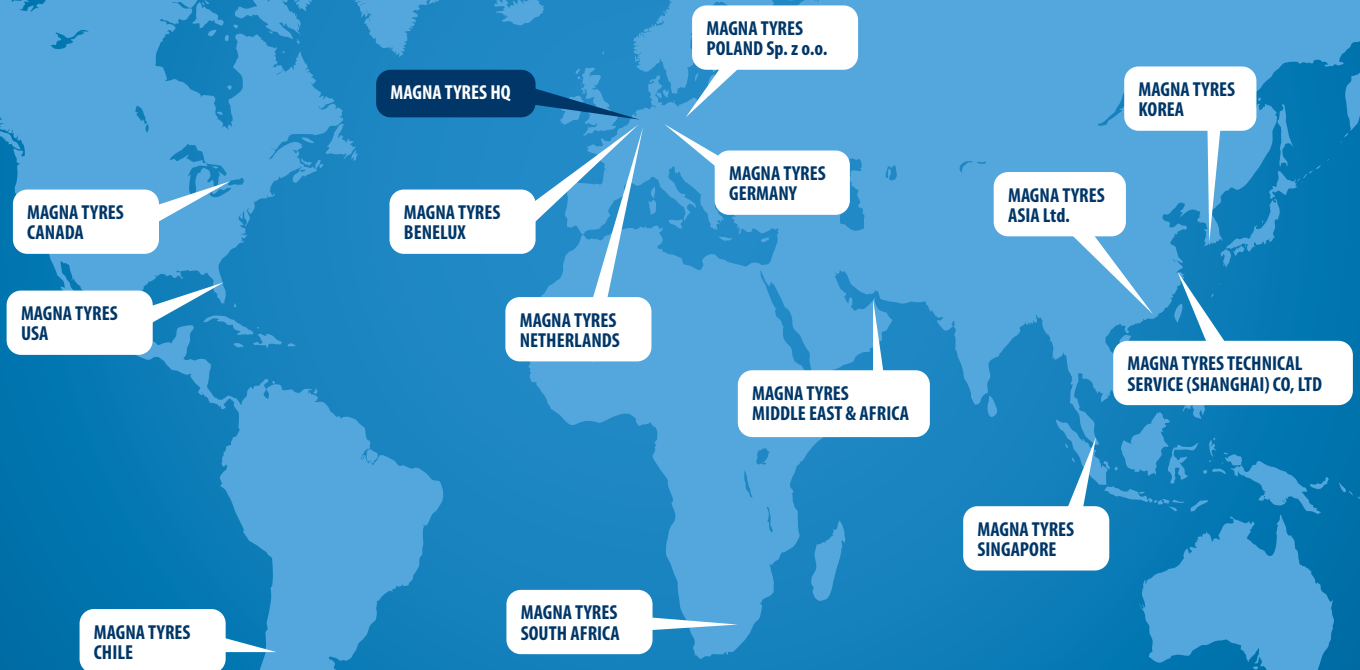 MAGNA TYRES
POLAND Sp. z o.o.
MAGNA TYRES HQ
MAGNA TYRES
KOREA
MAGNA TYRES
GERMANY
MAGNA TYRES
ASIA Ltd.
MAGNA TYRES
CANADA
MAGNA TYRES
BENELUX
MAGNA TYRES
USA
MAGNA TYRES
NETHERLANDS
MAGNA TYRES TECHNICAL
SERVICE (SHANGHAI) CO, LTD
MAGNA TYRES
MIDDLE EAST & AFRICA
MAGNA TYRES
SINGAPORE
MAGNA TYRES
SOUTH AFRICA
MAGNA TYRES
CHILE